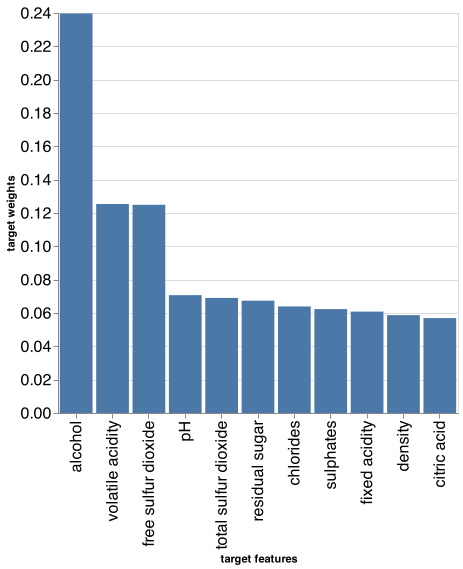 0.24
0.22
0.20
0.18
0.16
0.14
0.12
0.10
0.08
0.06
0.04
0.02
0.00
target weights
alcohol
volatile acidity
free sulfur dioxide
pH
total sulfur dioxide
residual sugar
chlorides
sulphates
fixed acidity
density
citric acid
target features